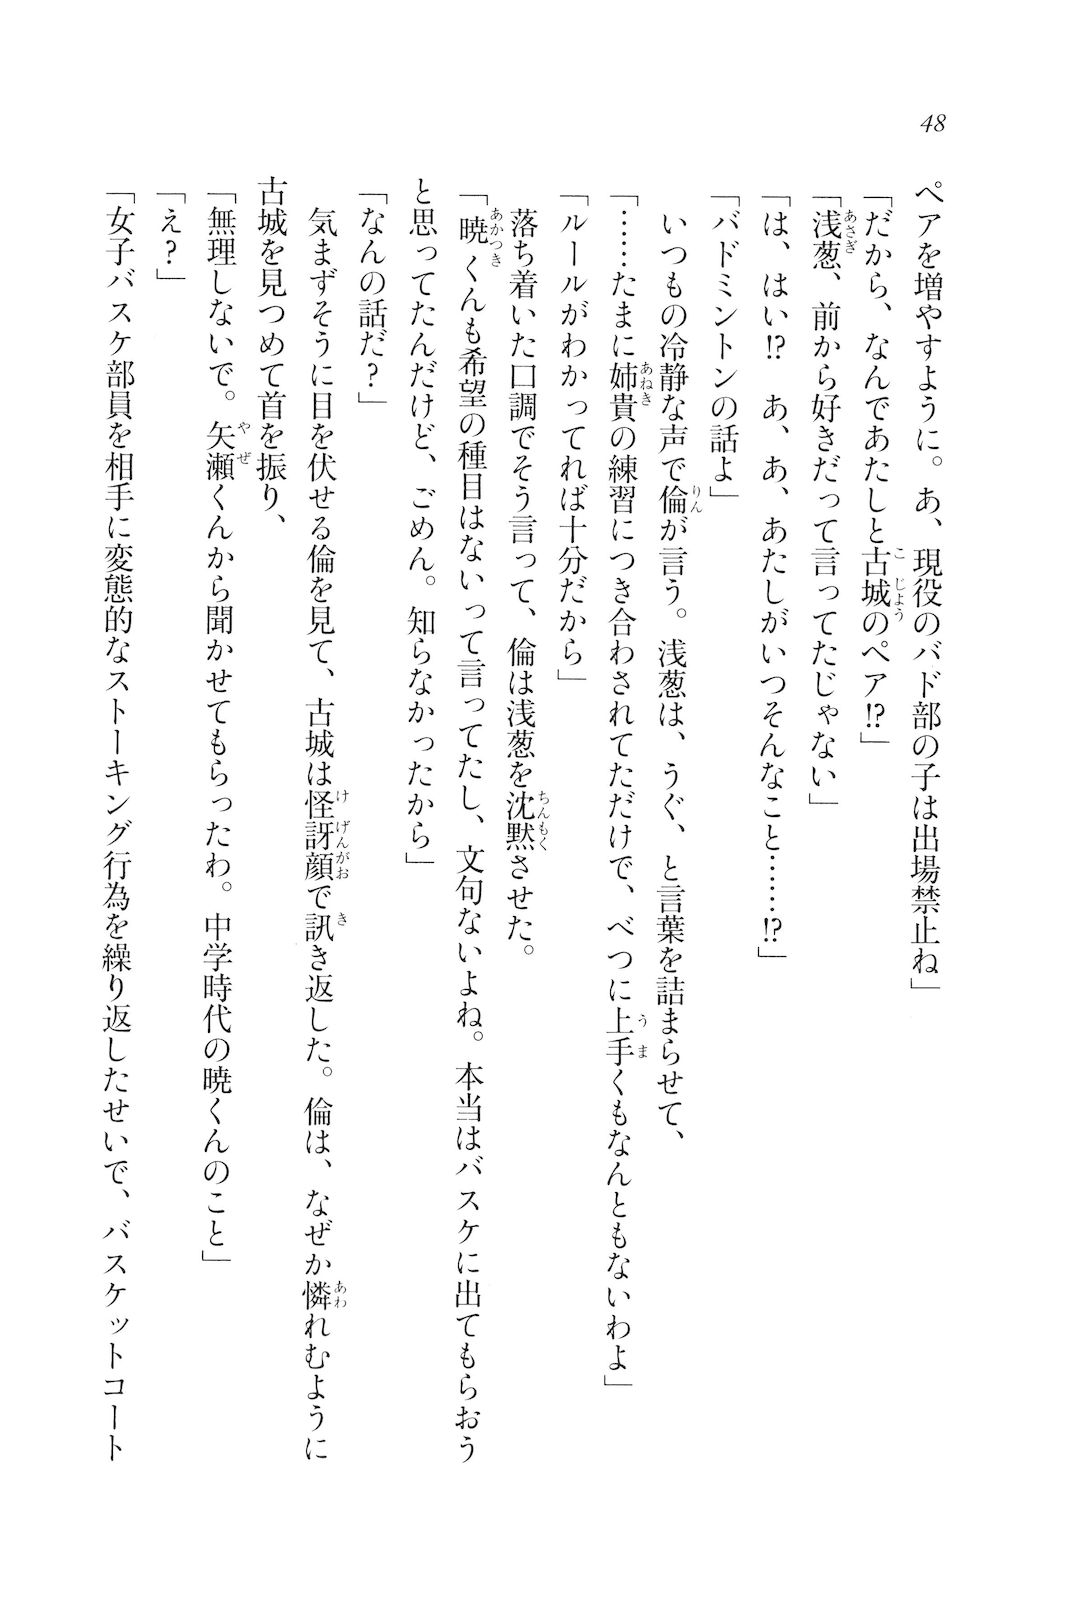 48
ペアを増やすように。あ、現役のバド部の子は出場禁止ね」
「だから、なんであたしと古城のペア!?」
「浅葱、前から好きだって言ってたじゃない」
「は、はい!?　あ、あ、あたしがいつそんなこと……!?」
「バドミントンの話よ」
　いつもの冷静な声で倫が言う。浅葱は、うぐ、と言葉を詰まらせて、
「……たまに姉貴の練習につき合わされてただけで、べつに上手くもなんともないわよ」
「ルールがわかってれば十分だから」
　落ち着いた口調でそう言って、倫は浅葱を沈黙させた。
「暁くんも希望の種目はないって言ってたし、文句ないよね。本当はバスケに出てもらおう
と思ってたんだけど、ごめん。知らなかったから」
「なんの話だ？」
　気まずそうに目を伏せる倫を見て、古城は怪訝顔で訊き返した。倫は、なぜか憐れむように
古城を見つめて首を振り、
「無理しないで。矢瀬くんから聞かせてもらったわ。中学時代の暁くんのこと」
「え？」
「女子バスケ部員を相手に変態的なストーキング行為を繰り返したせいで、バスケットコート